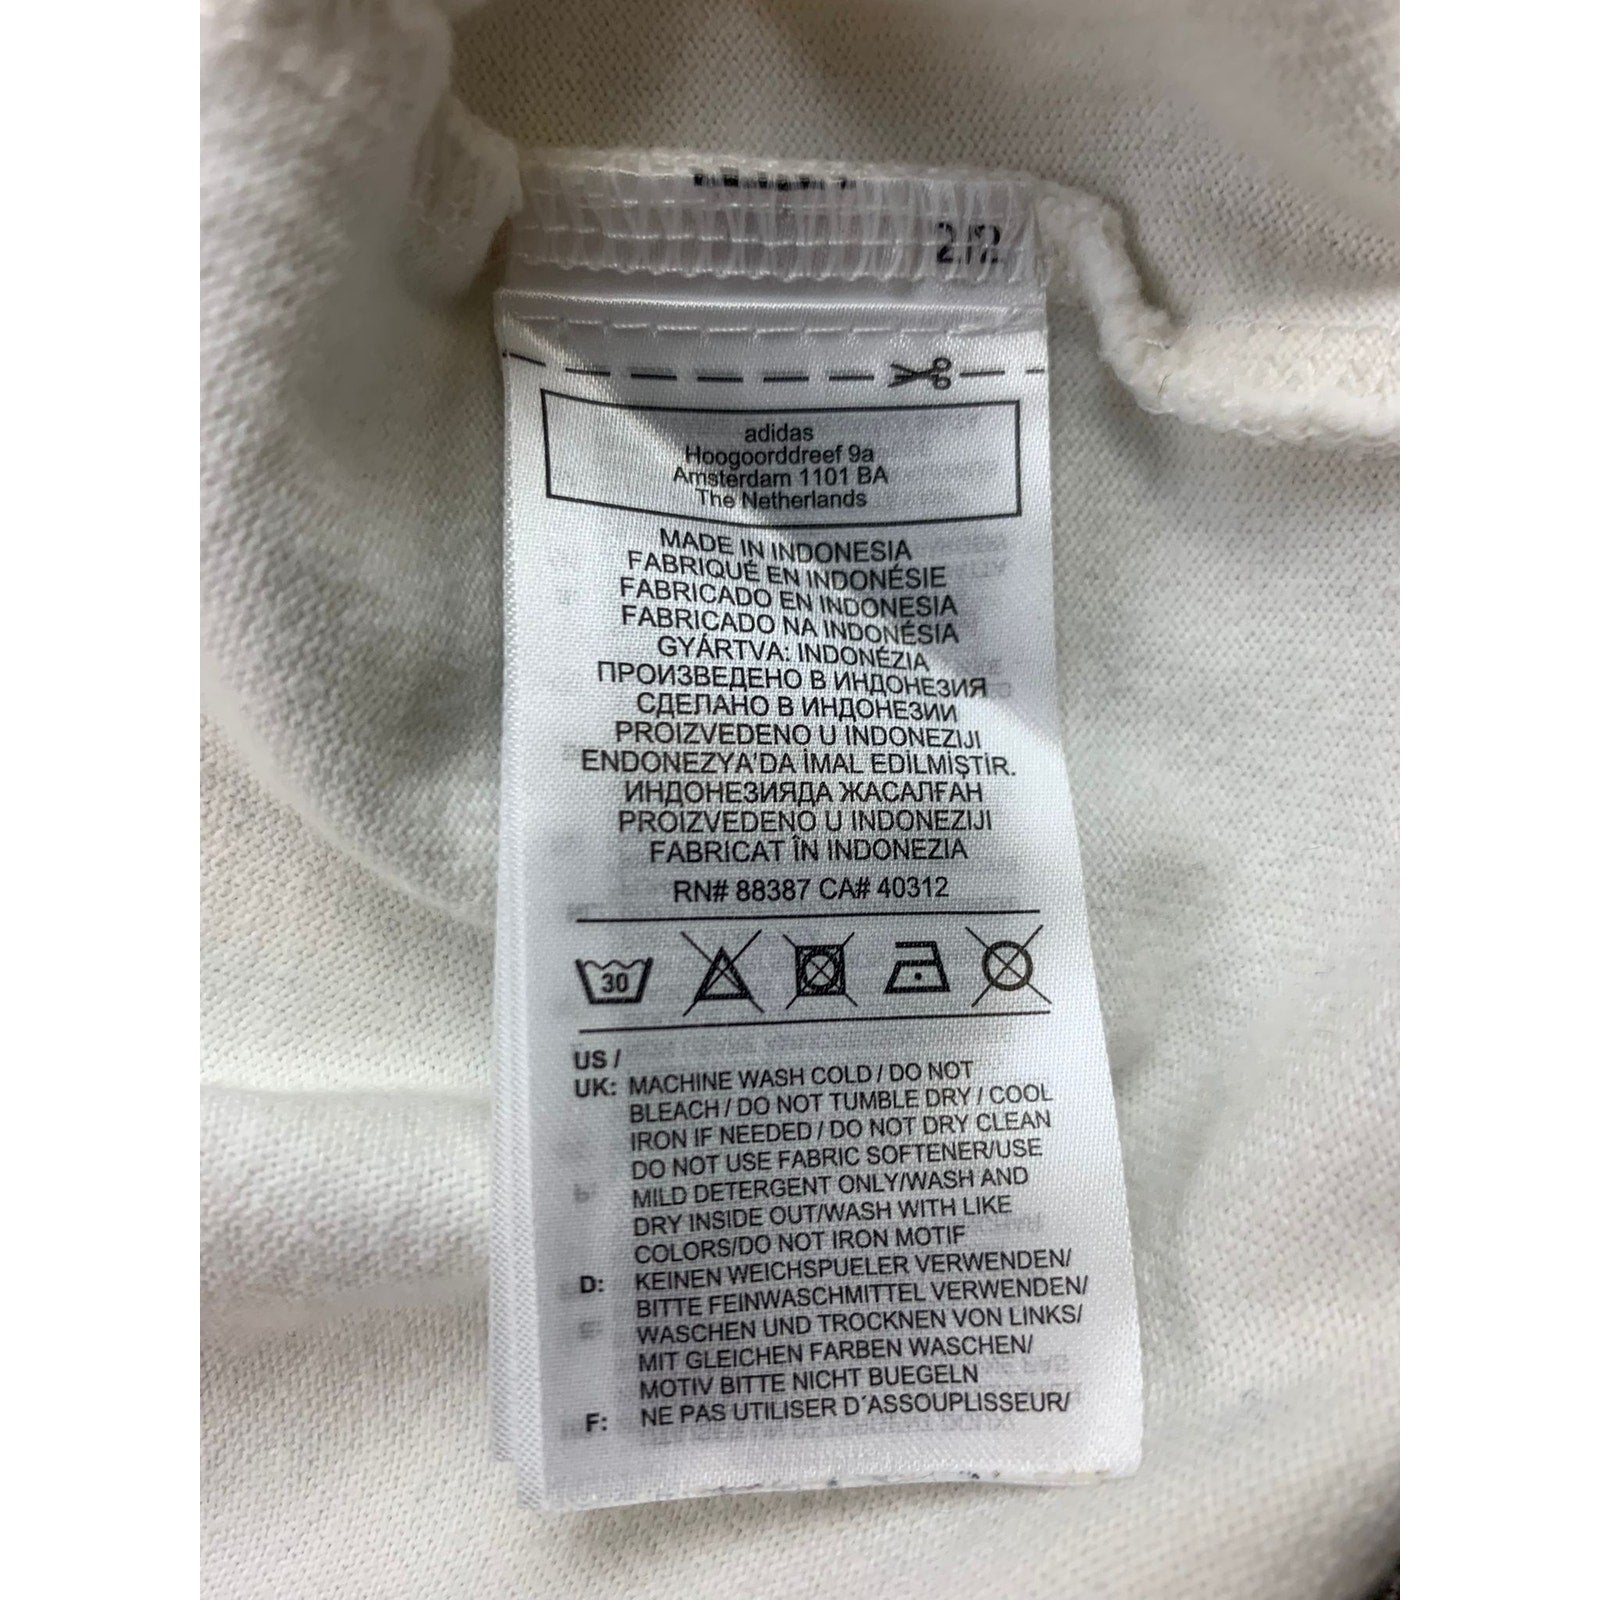 2/2
adidas
Hoogoorddreef 9a
Amsterdam 1101 BA
The Netherlands
MADE IN INDONESIA
FABRIQUÉ EN INDONÉSIE
FABRICADO EN INDONESIA
FABRICADO NA INDONÉSIA
GYÁRTVA: INDONÉZIA
ПРОИЗВЕДЕНО В ИНДОНЕЗИЯ
СДЕЛАНО В ИНДОНЕЗИИ
PROIZVEDENO U INDONEZIJI
ENDONEZYA'DA İMAL EDİLMİŞTİR.
ИНДОНЕЗИЯДА ЖАСАЛҒАН
PROIZVEDENO U INDONEZIJI
FABRICAT ÎN INDONEZIA
RN# 88387 CA# 40312
30
US /
UK: MACHINE WASH COLD / DO NOT
BLEACH / DO NOT TUMBLE DRY / COOL
IRON IF NEEDED / DO NOT DRY CLEAN
DO NOT USE FABRIC SOFTENER/USE
MILD DETERGENT ONLY/WASH AND
DRY INSIDE OUT/WASH WITH LIKE
COLORS/DO NOT IRON MOTIF
D: KEINEN WEICHSPUELER VERWENDEN/
BITTE FEINWASCHMITTEL VERWENDEN/
WASCHEN UND TROCKNEN VON LINKS/
MIT GLEICHEN FARBEN WASCHEN/
MOTIV BITTE NICHT BUEGELN
F: NE PAS UTILISER D´ASSOUPLISSEUR/